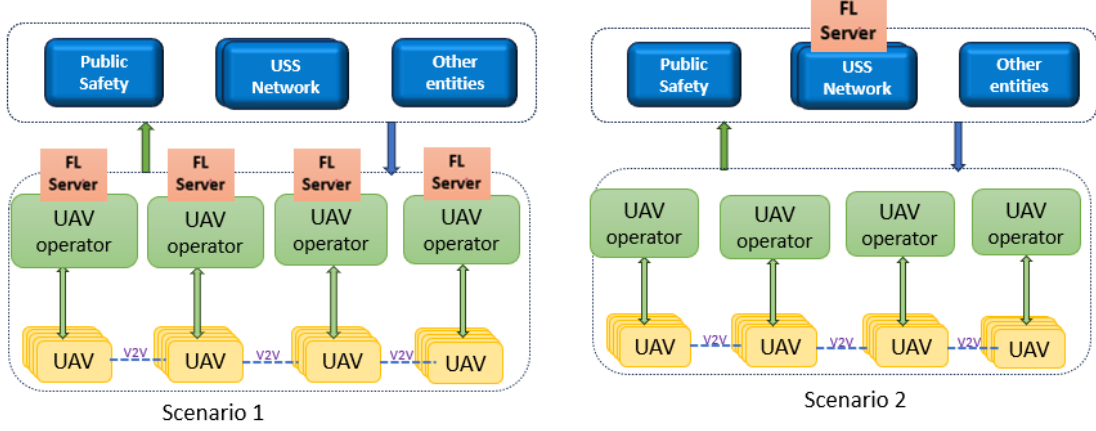 Public
Safety
USS
Network
Other
entities
FL
Server
FL
Server
FL
Server
FL
Server
UAV
operator
UAV
operator
UAV
operator
UAV
operator
UAV
V2V
UAV
V2V
UAV
V2V
UAV
Scenario 1
FL
Server
Public
Safety
USS
Network
Other
entities
UAV
operator
UAV
operator
UAV
operator
UAV
operator
UAV
V2V
UAV
V2V
UAV
V2V
UAV
Scenario 2